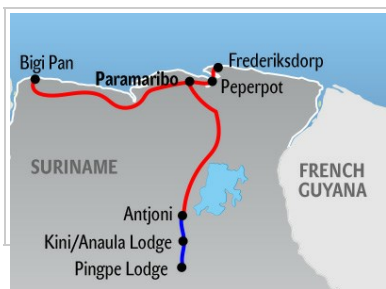 Frederiksdorp
Bigi Pan
Paramaribo
Peperpot
SURINAME
FRENCH
GUYANA
Antjoni
Kini/Anaula Lodge
Pingpe Lodge